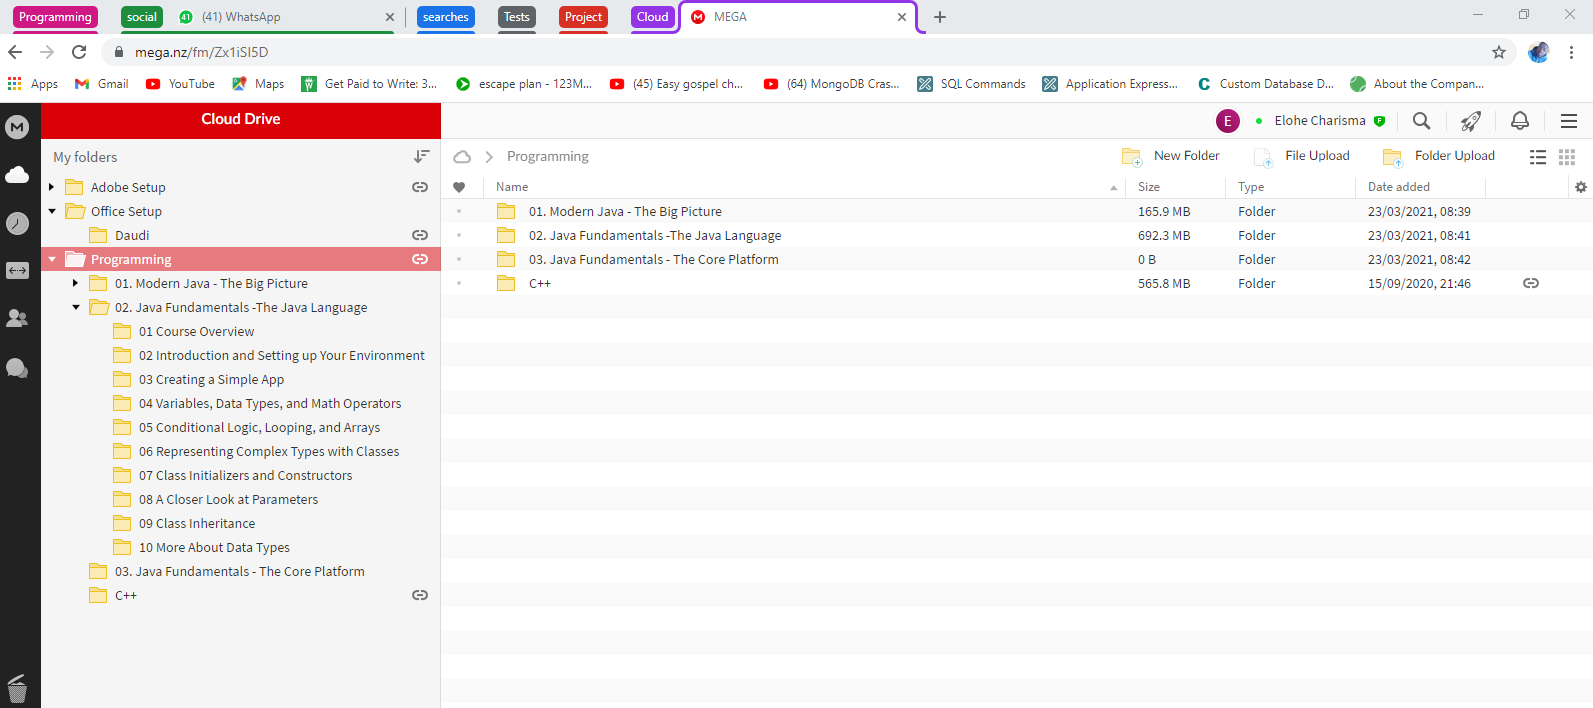 Programming social 41 (41) WhatsApp searches Tests Project Cloud MEGA
mega.nz/fm/Zx1iSI5D
Apps Gmail YouTube Maps Get Paid to Write: 3... escape plan - 123M... (45) Easy gospel ch... (64) MongoDB Cras... SQL Commands Application Express... Custom Database D... About the Compan...
M Cloud Drive E Elohe Charisma
My folders Programming New Folder File Upload Folder Upload
Name Size Type Date added
Adobe Setup
Office Setup
Daudi
Programming
01. Modern Java - The Big Picture
02. Java Fundamentals -The Java Language
01 Course Overview
02 Introduction and Setting up Your Environment
03 Creating a Simple App
04 Variables, Data Types, and Math Operators
05 Conditional Logic, Looping, and Arrays
06 Representing Complex Types with Classes
07 Class Initializers and Constructors
08 A Closer Look at Parameters
09 Class Inheritance
10 More About Data Types
03. Java Fundamentals - The Core Platform
C++
01. Modern Java - The Big Picture 165.9 MB Folder 23/03/2021, 08:39
02. Java Fundamentals -The Java Language 692.3 MB Folder 23/03/2021, 08:41
03. Java Fundamentals - The Core Platform 0 B Folder 23/03/2021, 08:42
C++ 565.8 MB Folder 15/09/2020, 21:46